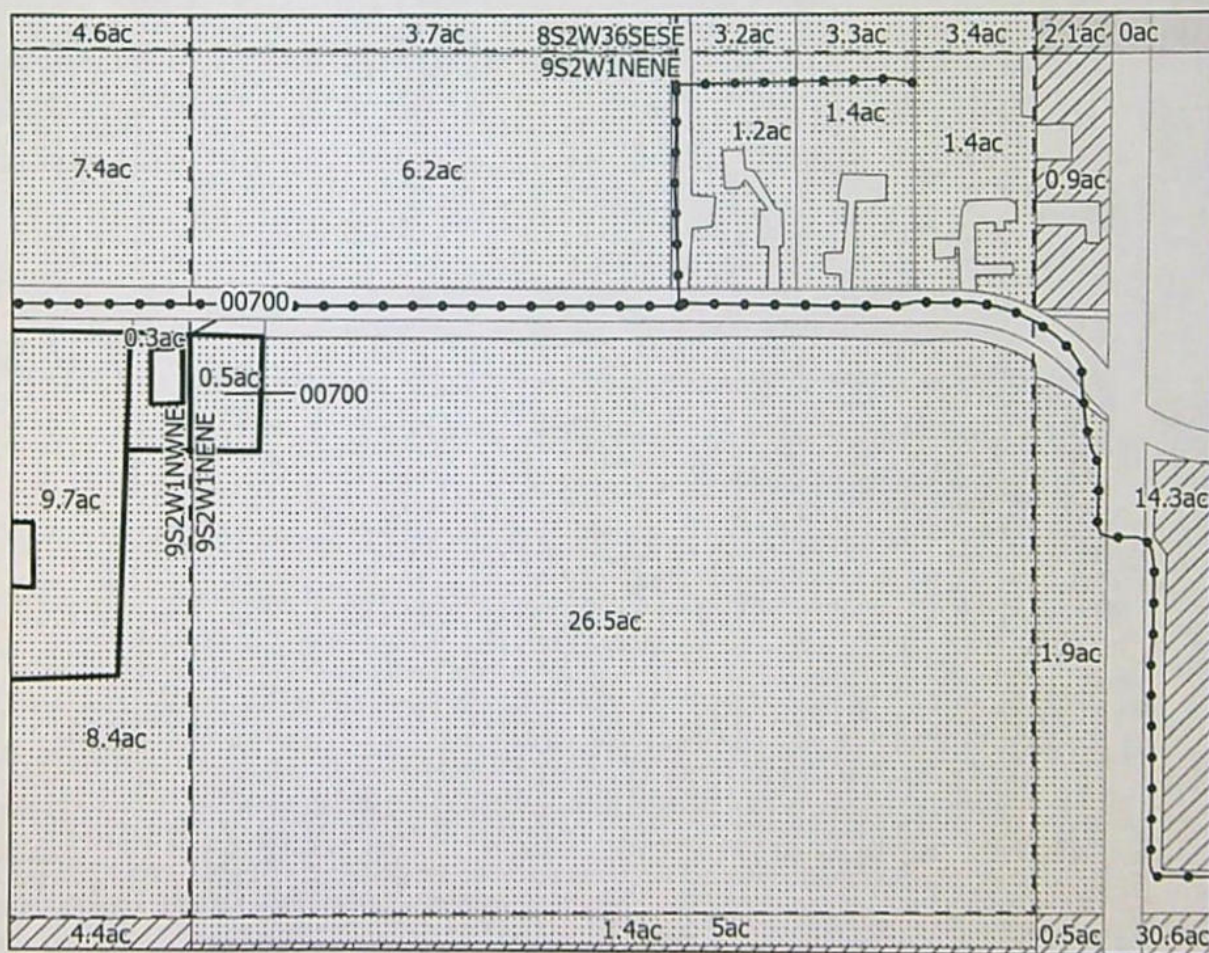 4.6ac
3.7ac
8S2W36SESE
3.2ac
3.3ac
3.4ac
2.1ac
0ac
9S2W1NENE
7.4ac
6.2ac
1.2ac
1.4ac
1.4ac
0.9ac
00700
0.3ac
0.5ac
00700
9S2W1NWNE
9S2W1NENE
9.7ac
14.3ac
26.5ac
1.9ac
8.4ac
4.4ac
1.4ac
5ac
0.5ac
30.6ac